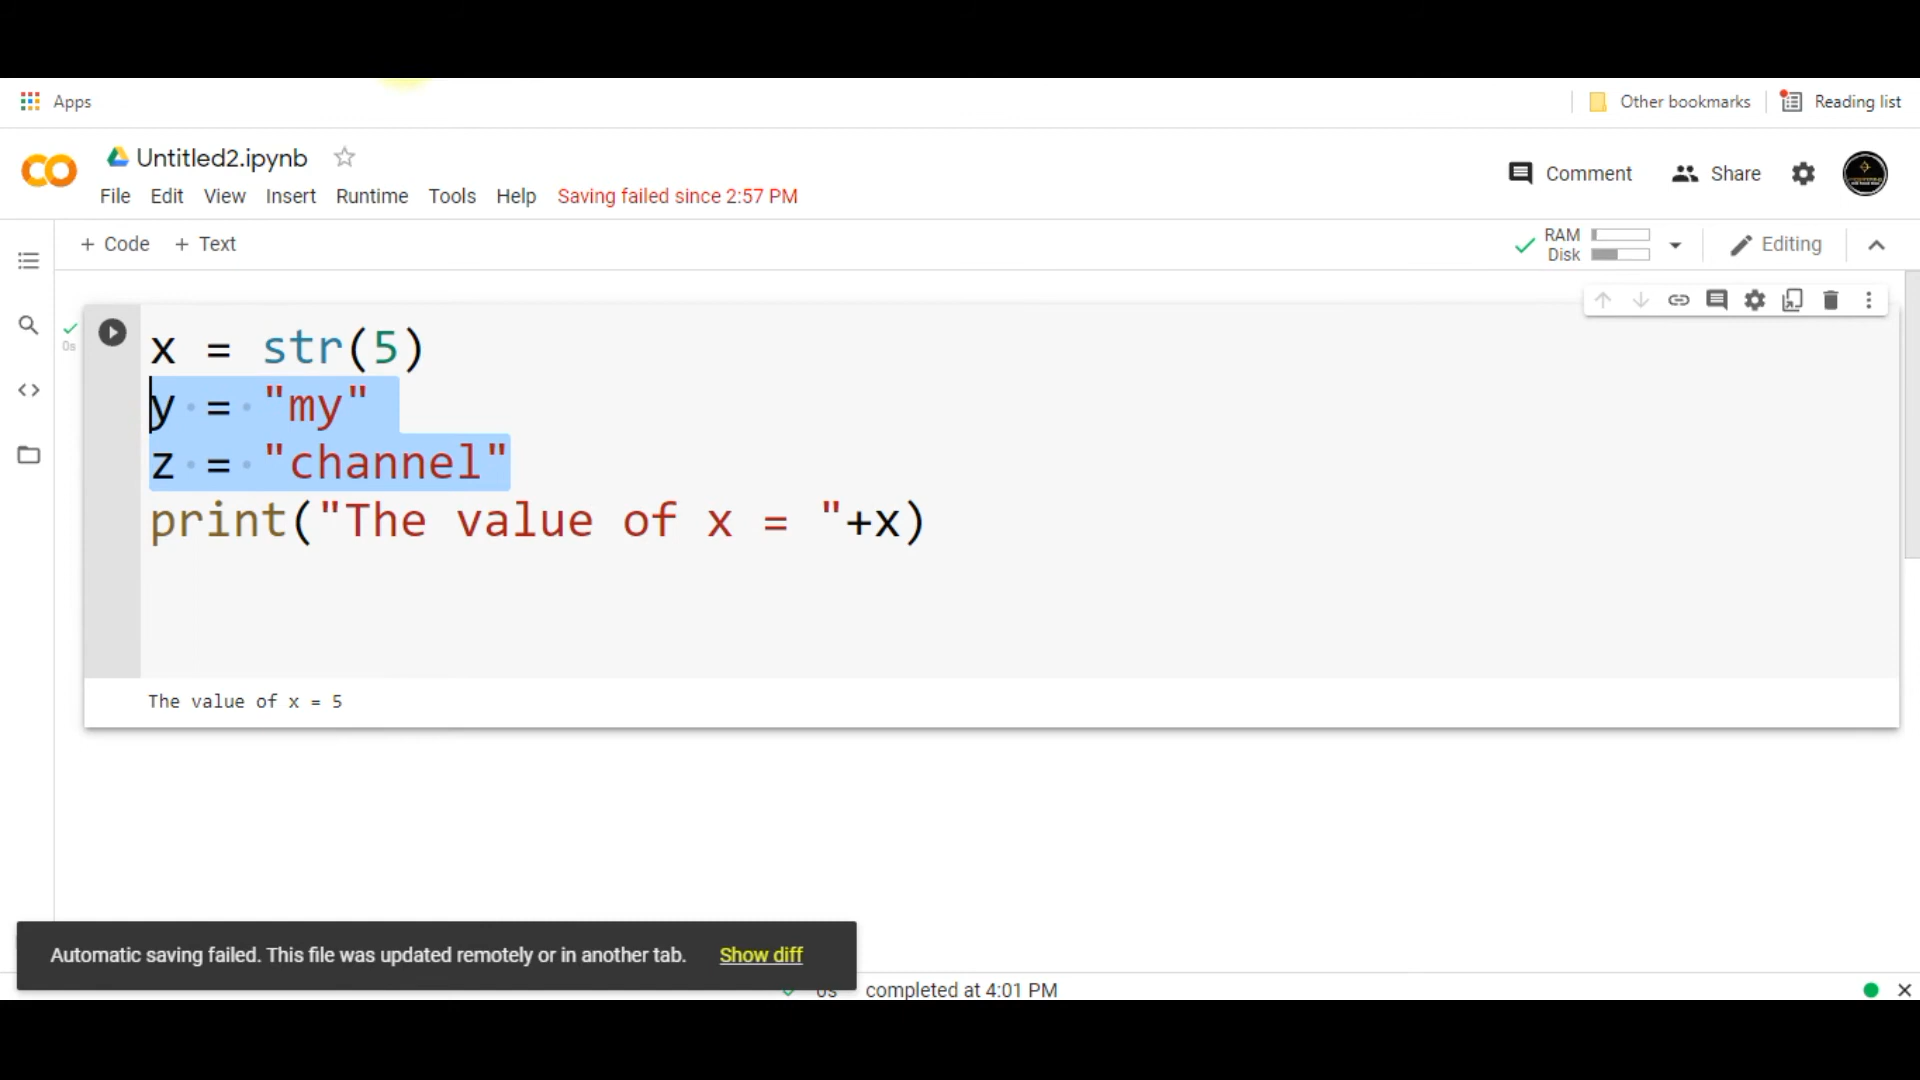 Apps
Other bookmarks
Reading list
Untitled2.ipynb
Comment
Share
File Edit View Insert Runtime Tools Help Saving failed since 2:57 PM
+ Code + Text
RAM
Disk
Editing
0s
x = str(5)
y = "my"
z = "channel"
print("The value of x = "+x)
The value of x = 5
Automatic saving failed. This file was updated remotely or in another tab. Show diff
0s completed at 4:01 PM